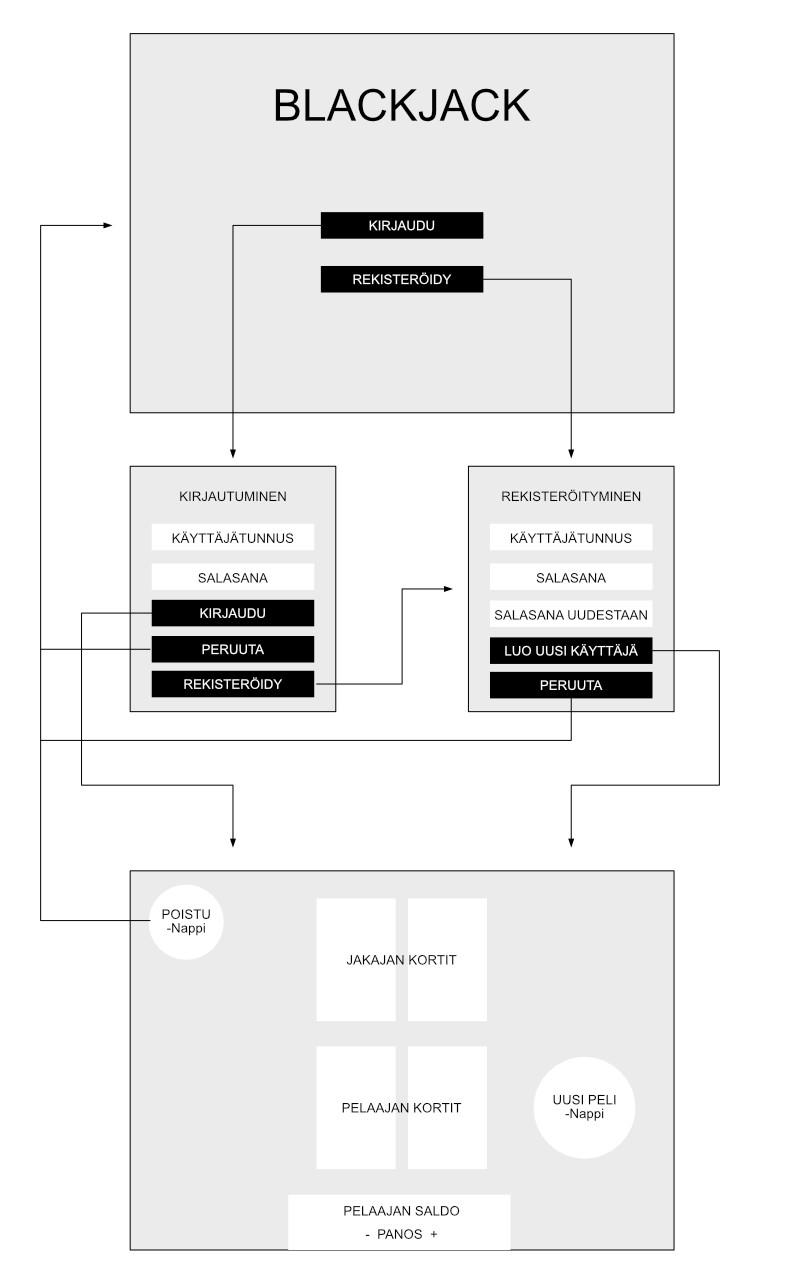 BLACKJACK
KIRJAUDU
REKISTERÖIDY
KIRJAUTUMINEN
KÄYTTÄJÄTUNNUS
SALASANA
KIRJAUDU
PERUUTA
REKISTERÖIDY
REKISTERÖITYMINEN
KÄYTTÄJÄTUNNUS
SALASANA
SALASANA UUDESTAAN
LUO UUSI KÄYTTÄJÄ
PERUUTA
POISTU
-Nappi
JAKAJAN KORTIT
PELAAJAN KORTIT
UUSI PELI
-Nappi
PELAAJAN SALDO
- PANOS +